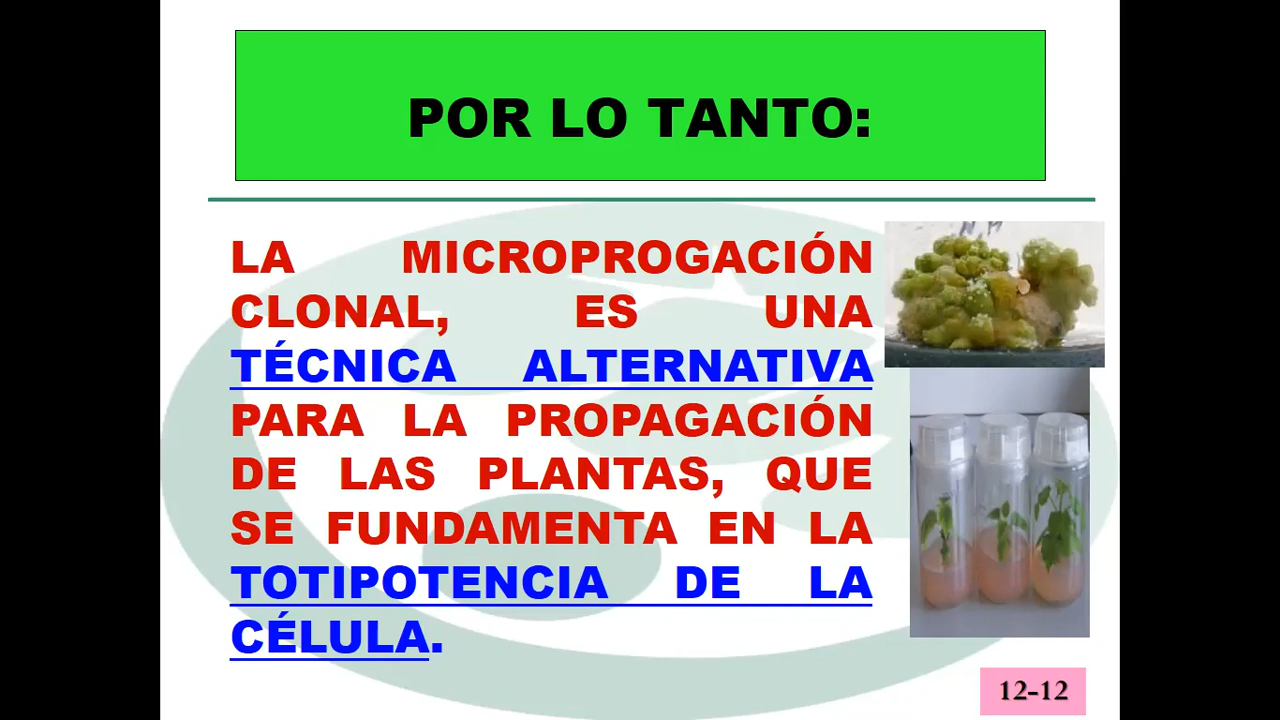 POR LO TANTO:
LA MICROPROGACIÓN
CLONAL, ES UNA
TÉCNICA ALTERNATIVA
PARA LA PROPAGACIÓN
DE LAS PLANTAS, QUE
SE FUNDAMENTA EN LA
TOTIPOTENCIA DE LA
CÉLULA.
12-12